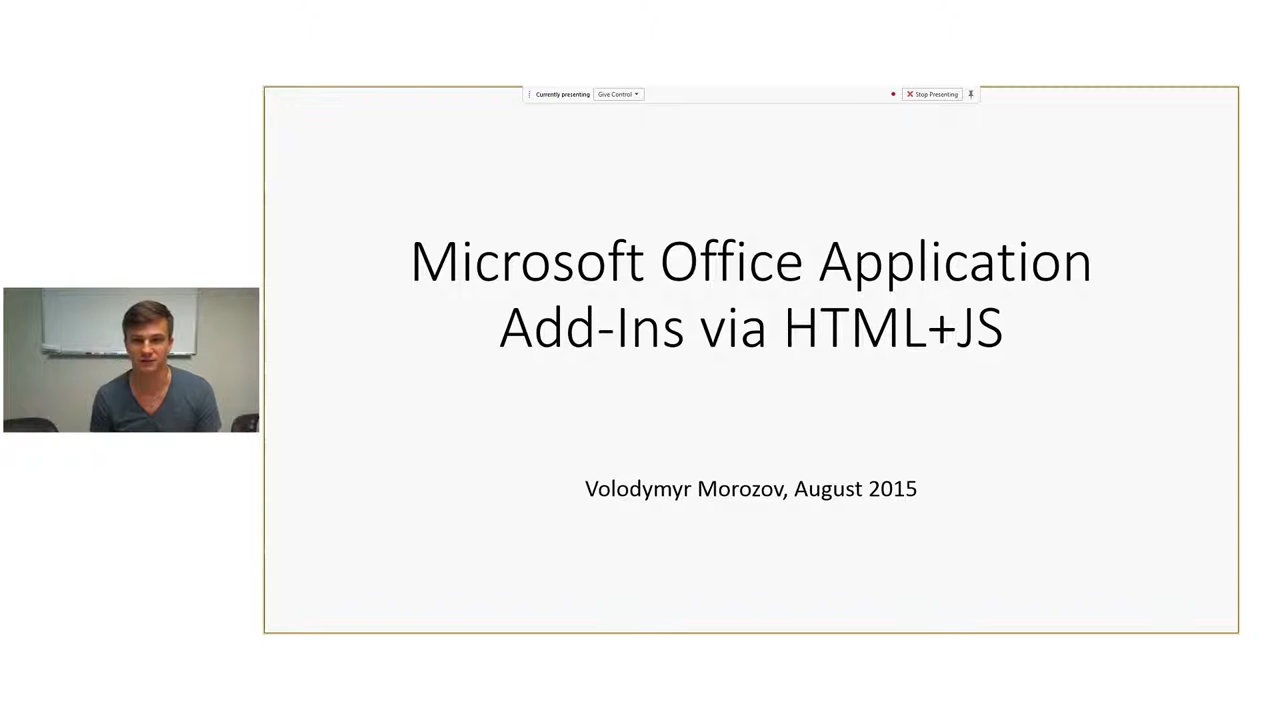 Currently presenting Give Control Stop Presenting
Microsoft Office Application
Add-Ins via HTML+JS
Volodymyr Morozov, August 2015